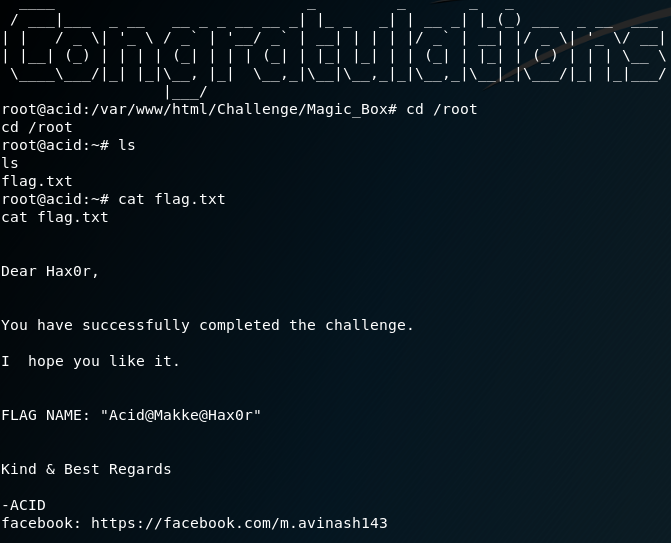 Congratulations
root@acid:/var/www/html/Challenge/Magic_Box# cd /root
cd /root
root@acid:~# ls
ls
flag.txt
root@acid:~# cat flag.txt
cat flag.txt
Dear Hax0r,
You have successfully completed the challenge.
I  hope you like it.
FLAG NAME: "Acid@Makke@Hax0r"
Kind & Best Regards
-ACID
facebook: https://facebook.com/m.avinash143